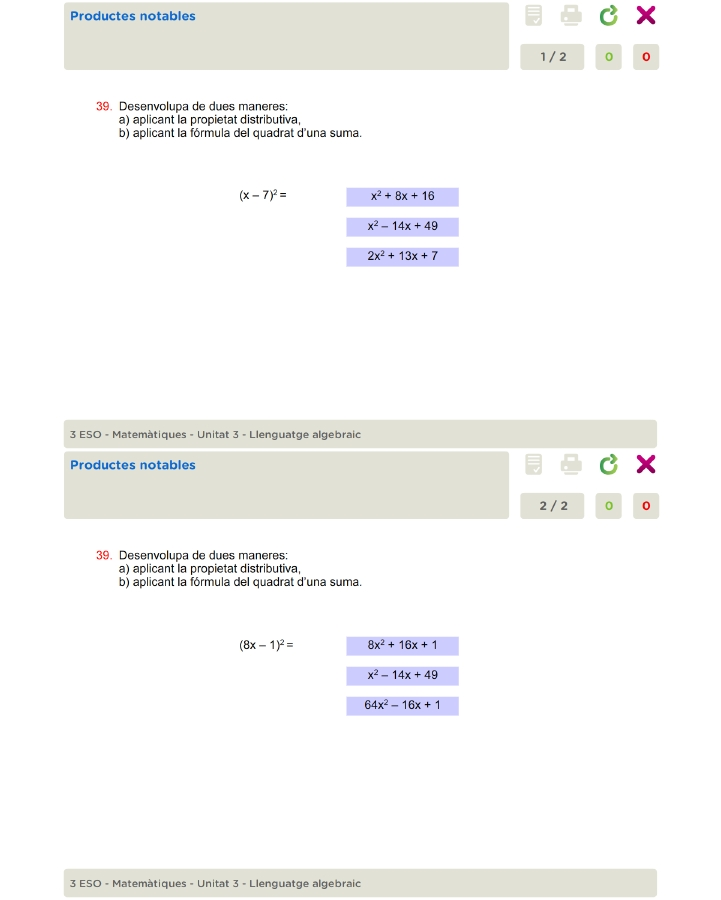 Productes notables
1 / 2
0
0
39. Desenvolupa de dues maneres:
a) aplicant la propietat distributiva,
b) aplicant la fórmula del quadrat d'una suma.
(x – 7)² =
x² + 8x + 16
x² – 14x + 49
2x² + 13x + 7
3 ESO - Matemàtiques - Unitat 3 - Llenguatge algebraic
Productes notables
2 / 2
0
0
39. Desenvolupa de dues maneres:
a) aplicant la propietat distributiva,
b) aplicant la fórmula del quadrat d'una suma.
(8x – 1)² =
8x² + 16x + 1
x² – 14x + 49
64x² – 16x + 1
3 ESO - Matemàtiques - Unitat 3 - Llenguatge algebraic